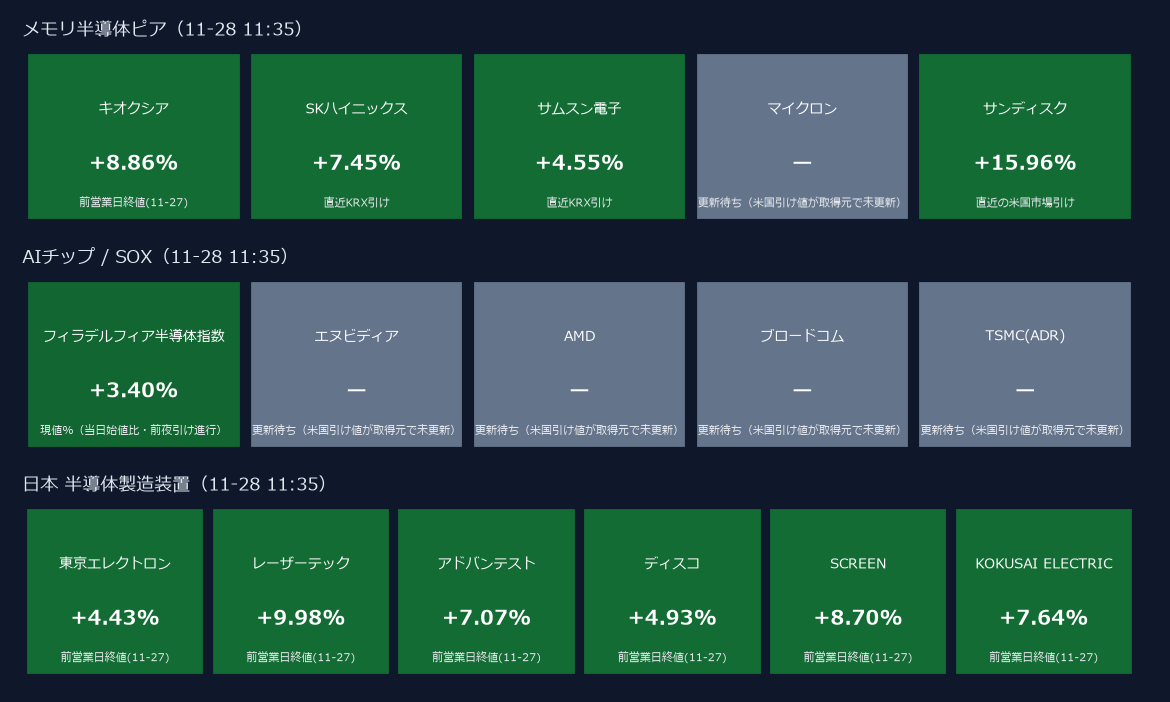 メモリ半導体ピア（11-28 11:35）
キオクシア
+8.86%
前営業日終値(11-27)
SKハイニックス
+7.45%
直近KRX引け
サムスン電子
+4.55%
直近KRX引け
マイクロン
—
更新待ち（米国引け値が取得元で未更新）
サンディスク
+15.96%
直近の米国市場引け
AIチップ / SOX（11-28 11:35）
フィラデルフィア半導体指数
+3.40%
現値%（当日始値比・前夜引け進行）
エヌビディア
—
更新待ち（米国引け値が取得元で未更新）
AMD
—
更新待ち（米国引け値が取得元で未更新）
ブロードコム
—
更新待ち（米国引け値が取得元で未更新）
TSMC(ADR)
—
更新待ち（米国引け値が取得元で未更新）
日本 半導体製造装置（11-28 11:35）
東京エレクトロン
+4.43%
前営業日終値(11-27)
レーザーテック
+9.98%
前営業日終値(11-27)
アドバンテスト
+7.07%
前営業日終値(11-27)
ディスコ
+4.93%
前営業日終値(11-27)
SCREEN
+8.70%
前営業日終値(11-27)
KOKUSAI ELECTRIC
+7.64%
前営業日終値(11-27)